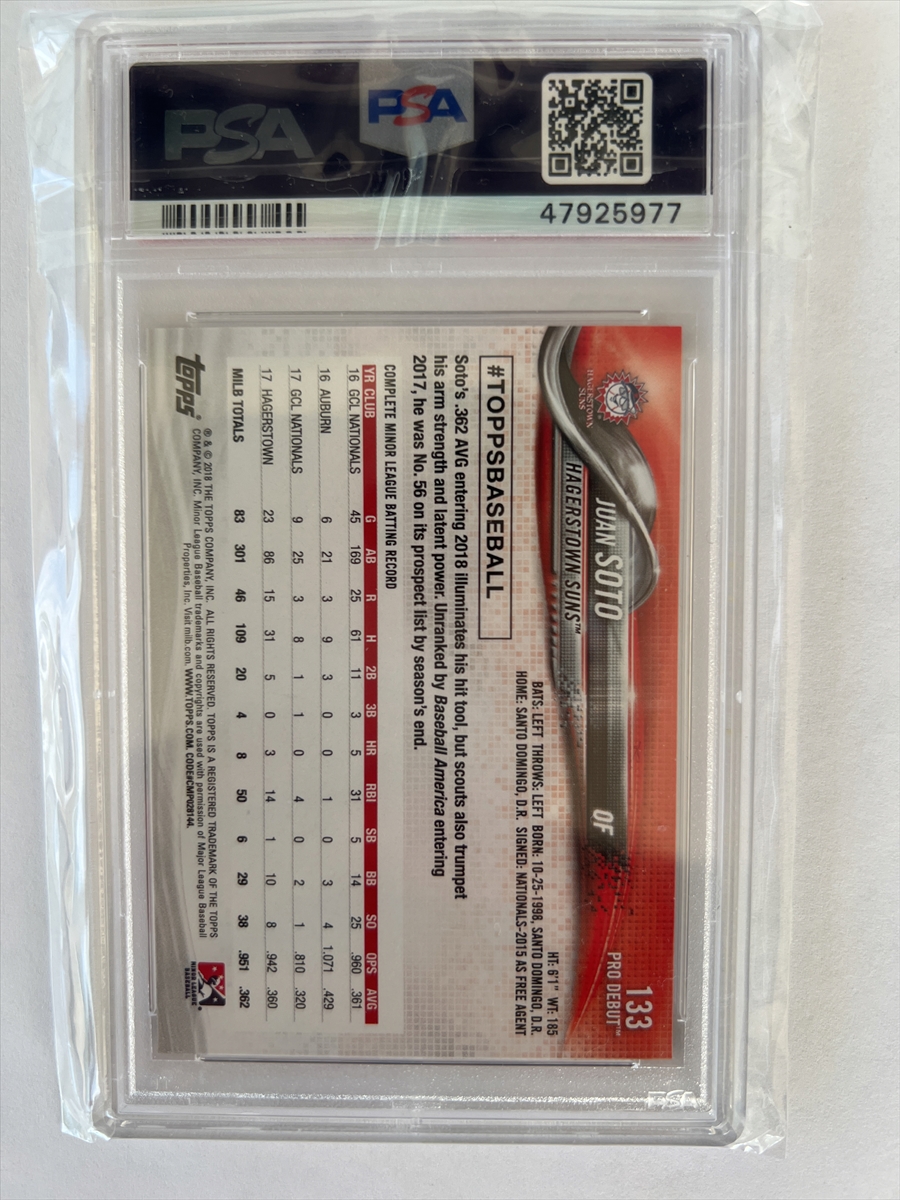 PSA
PSA
47925977
133
PRO DEBUT™
HAGERSTOWN
SUNS
JUAN SOTO OF
HAGERSTOWN SUNS™
HT: 6'1" WT: 185
BATS: LEFT THROWS: LEFT BORN: 10-25-1998, SANTO DOMINGO, D.R.
HOME: SANTO DOMINGO, D.R. SIGNED: NATIONALS-2015 AS FREE AGENT
#TOPPSBASEBALL
Soto's .362 AVG entering 2018 illuminates his hit tool, but scouts also trumpet
his arm strength and latent power. Unranked by Baseball America entering
2017, he was No. 56 on its prospect list by season's end.
COMPLETE MINOR LEAGUE BATTING RECORD
YR CLUB G AB R H 2B 3B HR RBI SB BB SO OPS AVG
16 GCL NATIONALS 45 169 25 61 11 3 5 31 5 14 25 .960 .361
16 AUBURN 6 21 3 9 3 0 0 1 0 3 4 1.071 .429
17 GCL NATIONALS 9 25 3 8 1 1 0 4 0 2 1 .810 .320
17 HAGERSTOWN 23 86 15 31 5 0 3 14 1 10 8 .942 .360
MILB TOTALS 83 301 46 109 20 4 8 50 6 29 38 .951 .362
topps®
® & © 2018 THE TOPPS COMPANY, INC. ALL RIGHTS RESERVED. TOPPS IS A REGISTERED TRADEMARK OF THE TOPPS
COMPANY, INC. Minor League Baseball trademarks and copyrights are used with permission of Major League Baseball
Properties, Inc. Visit milb.com. WWW.TOPPS.COM. CODE#CMP028144.
MINOR LEAGUE
BASEBALL